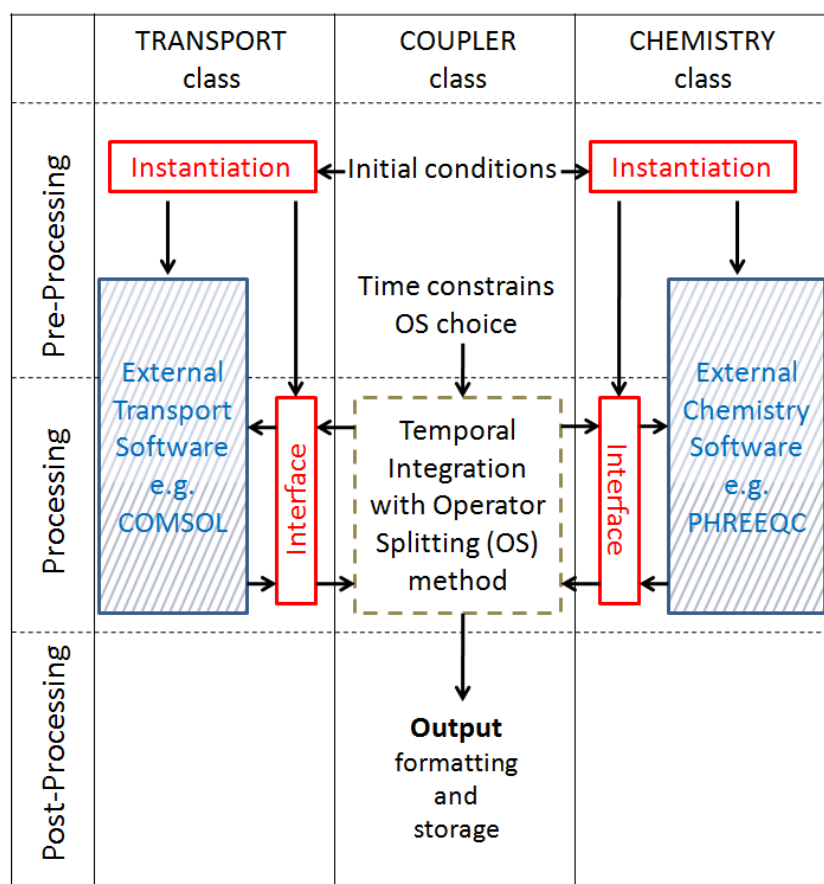 TRANSPORT
class
COUPLER
class
CHEMISTRY
class
Pre-Processing
Instantiation
Initial conditions
Instantiation
Time constrains
OS choice
Processing
External
Transport
Software
e.g.
COMSOL
Interface
Temporal
Integration
with Operator
Splitting (OS)
method
Interface
External
Chemistry
Software
e.g.
PHREEQC
Post-Processing
Output
formatting
and
storage